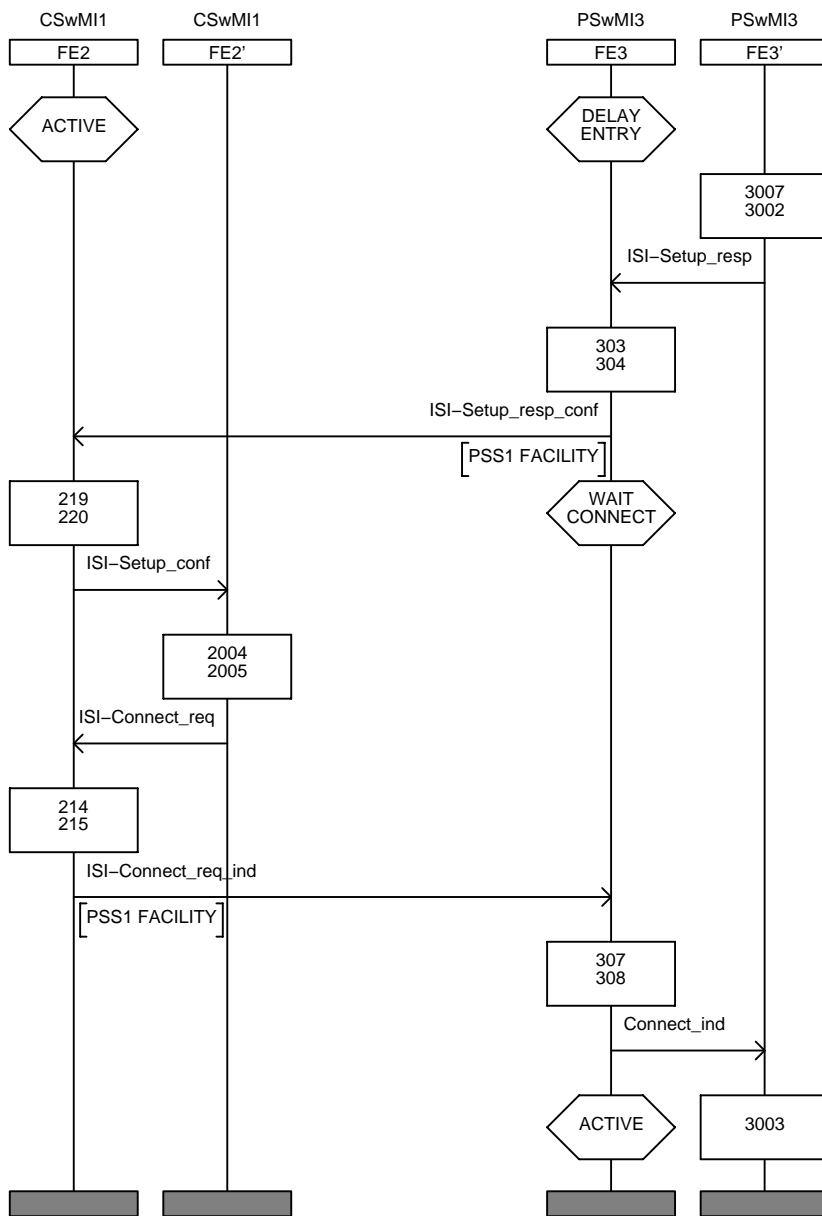 CSwMI1
CSwMI1
PSwMI3
PSwMI3
FE2
FE2’
FE3
FE3’
ACTIVE
DELAY
ENTRY
3007
3002
ISI−Setup_resp
303
304
ISI−Setup_resp_conf
PSS1 FACILITY
219
220
WAIT
CONNECT
ISI−Setup_conf
2004
2005
ISI−Connect_req
214
215
ISI−Connect_req_ind
PSS1 FACILITY
307
308
Connect_ind
ACTIVE
3003